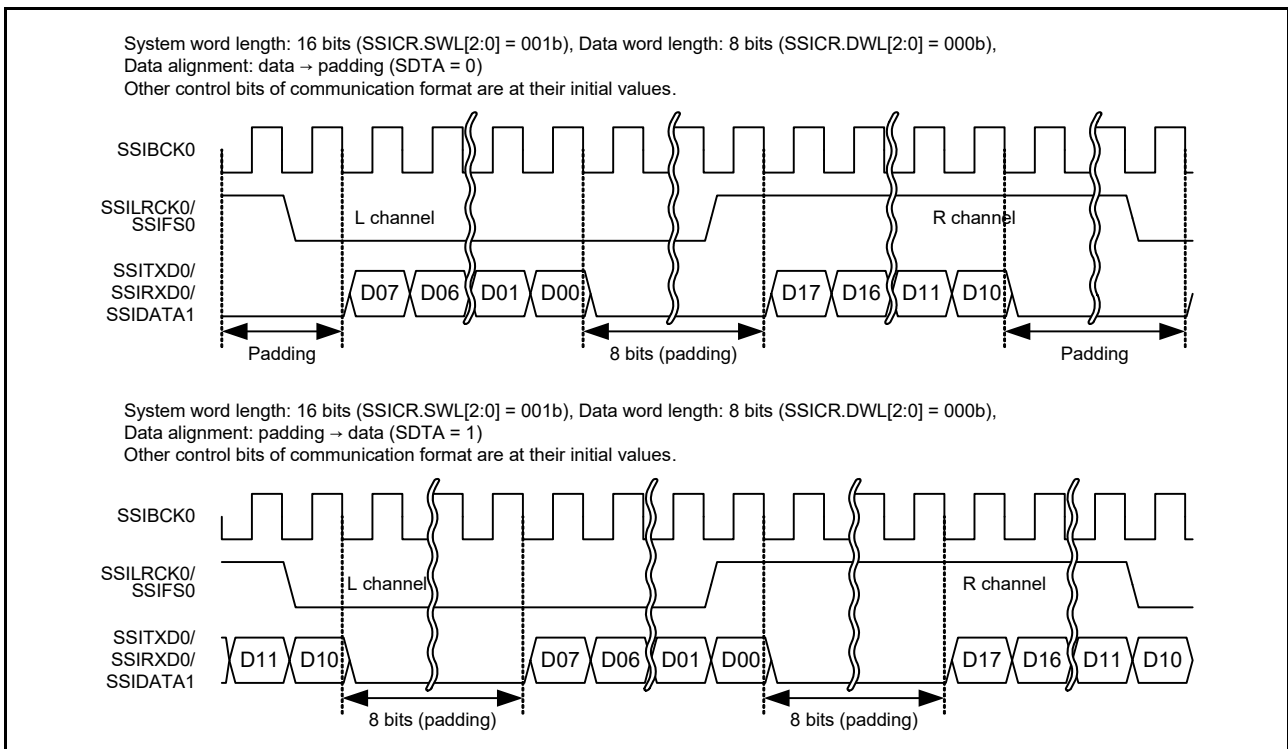 System word length: 16 bits (SSICR.SWL[2:0] = 001b), Data word length: 8 bits (SSICR.DWL[2:0] = 000b),
Data alignment: data → padding (SDTA = 0)
Other control bits of communication format are at their initial values.
SSIBCK0
SSILRCK0/
SSIFS0
L channel
R channel
SSITXD0/
SSIRXD0/
SSIDATA1
D07 D06 D01 D00 D17 D16 D11 D10
Padding 8 bits (padding) Padding
System word length: 16 bits (SSICR.SWL[2:0] = 001b), Data word length: 8 bits (SSICR.DWL[2:0] = 000b),
Data alignment: padding → data (SDTA = 1)
Other control bits of communication format are at their initial values.
SSIBCK0
SSILRCK0/
SSIFS0
L channel
R channel
SSITXD0/
SSIRXD0/
SSIDATA1
D11 D10 D07 D06 D01 D00 D17 D16 D11 D10
8 bits (padding) 8 bits (padding)